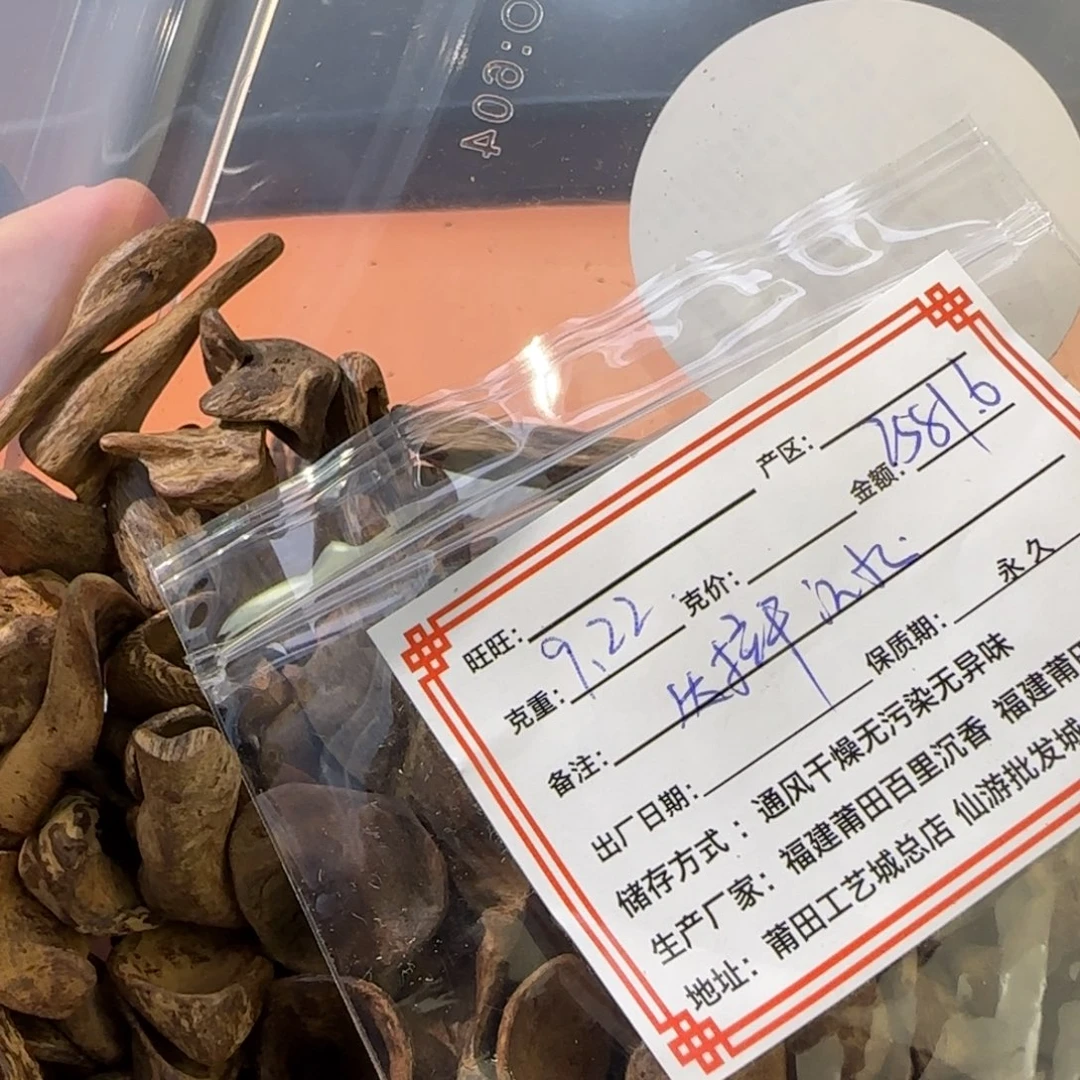 409:0
旺旺: 产区:
克重: 9.22 克价: 金额:
备注:
出厂日期: 保质期: 永久
储存方式：通风干燥无污染无异味
生产厂家：福建莆田百里沉香 福建莆田
地址：莆田工艺城总店 仙游批发城